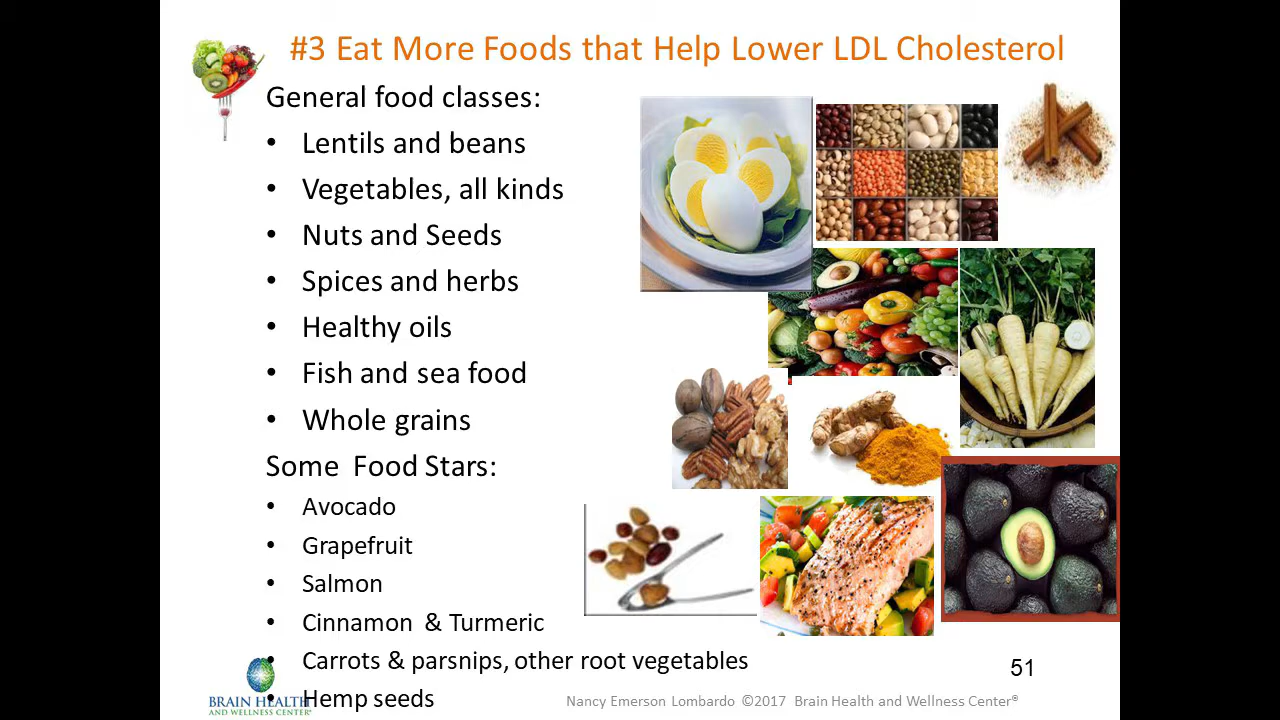 #3 Eat More Foods that Help Lower LDL Cholesterol
General food classes:
• Lentils and beans
• Vegetables, all kinds
• Nuts and Seeds
• Spices and herbs
• Healthy oils
• Fish and sea food
• Whole grains
Some Food Stars:
• Avocado
• Grapefruit
• Salmon
• Cinnamon & Turmeric
• Carrots & parsnips, other root vegetables
• Hemp seeds
51
BRAIN HEALTH
AND WELLNESS CENTER®
Nancy Emerson Lombardo ©2017 Brain Health and Wellness Center®